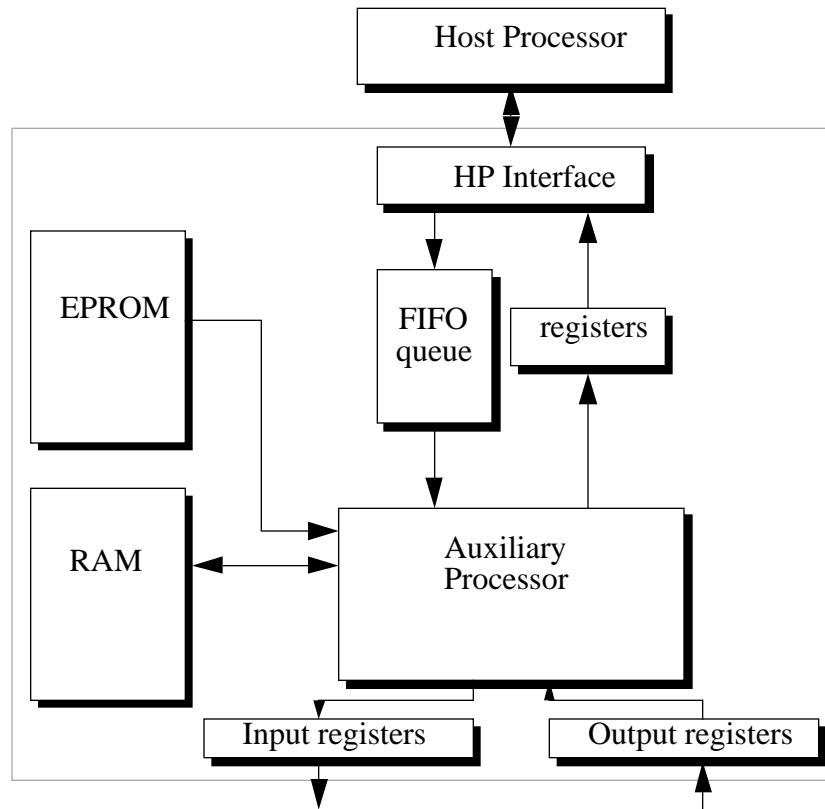 Host Processor
HP Interface
EPROM
FIFO
queue
registers
RAM
Auxiliary
Processor
Input registers
Output registers